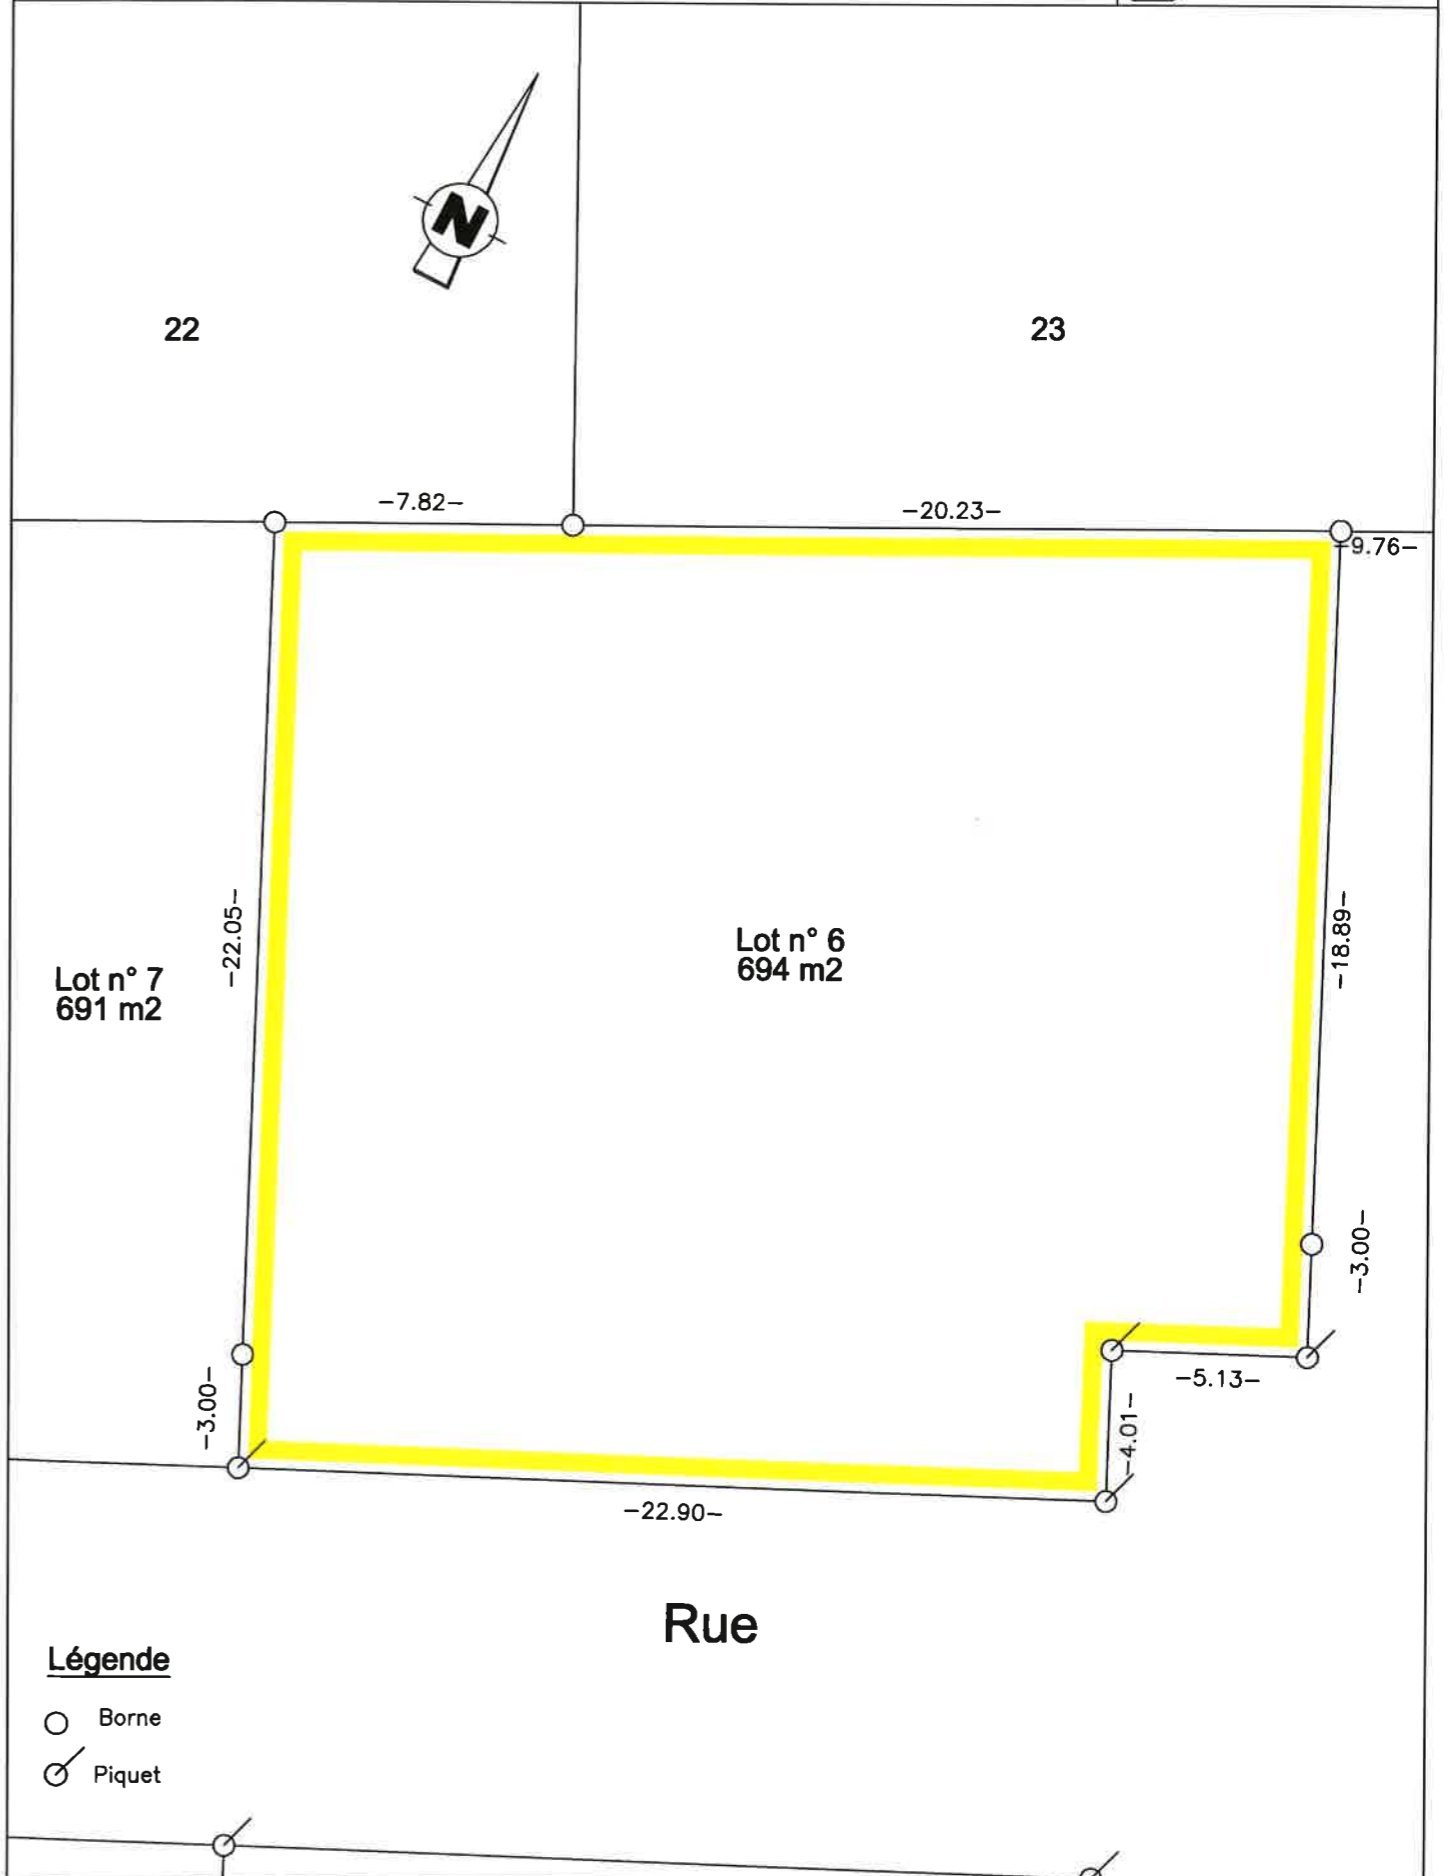 N
22
23
-7.82-
-20.23-
-9.76-
-22.05-
Lot n° 6
694 m2
-18.89-
Lot n° 7
691 m2
-3.00-
-3.00-
-5.13-
-4.01-
-22.90-
Rue
Légende
Borne
Piquet